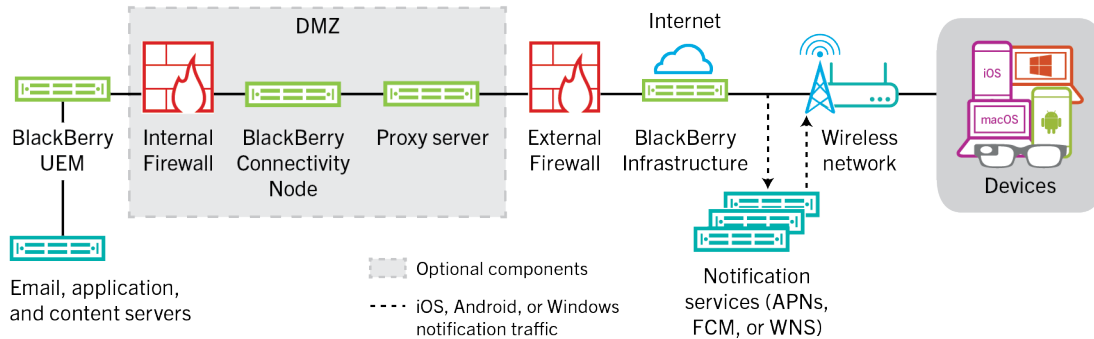 DMZ
Internet
BlackBerry
UEM
Internal
Firewall
BlackBerry
Connectivity
Node
Proxy server
External
Firewall
BlackBerry
Infrastructure
Wireless
network
iOS
macOS
Devices
Email, application,
and content servers
Optional components
iOS, Android, or Windows
notification traffic
Notification
services (APNs,
FCM, or WNS)